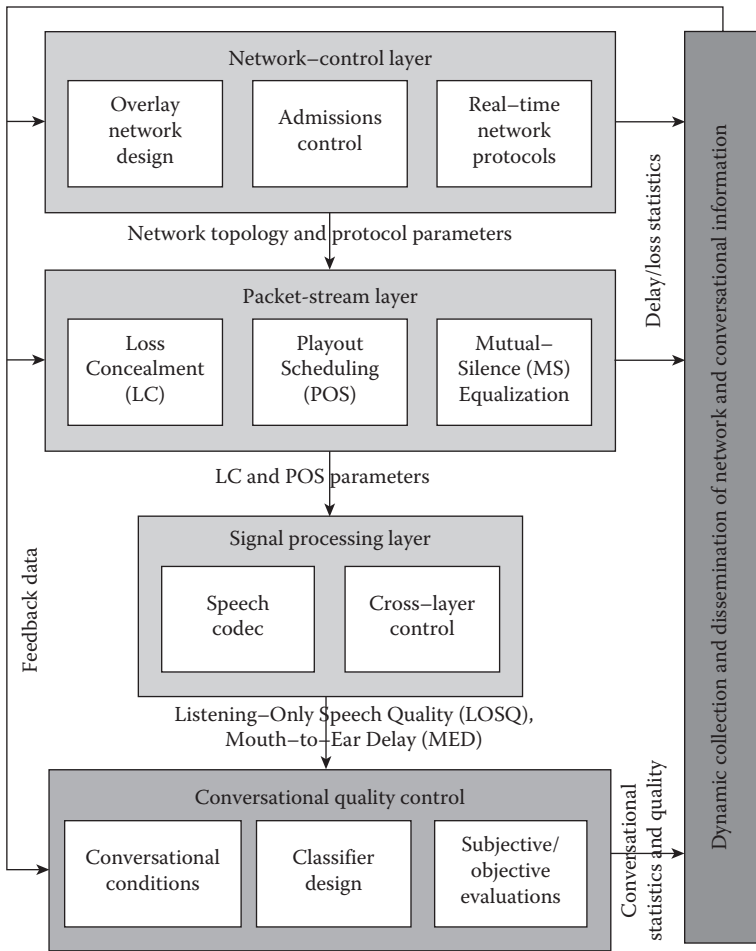 Network–control layer
Overlay
network
design
Admissions
control
Real–time
network
protocols
Network topology and protocol parameters
Delay/loss statistics
Packet-stream layer
Loss
Concealment
(LC)
Playout
Scheduling
(POS)
Mutual–
Silence (MS)
Equalization
LC and POS parameters
Signal processing layer
Speech
codec
Cross–layer
control
Feedback data
Listening–Only Speech Quality (LOSQ),
Mouth–to–Ear Delay (MED)
Conversational quality control
Conversational
conditions
Classifier
design
Subjective/
objective
evaluations
Conversational
statistics and quality
Dynamic collection and dissemination of network and conversational information